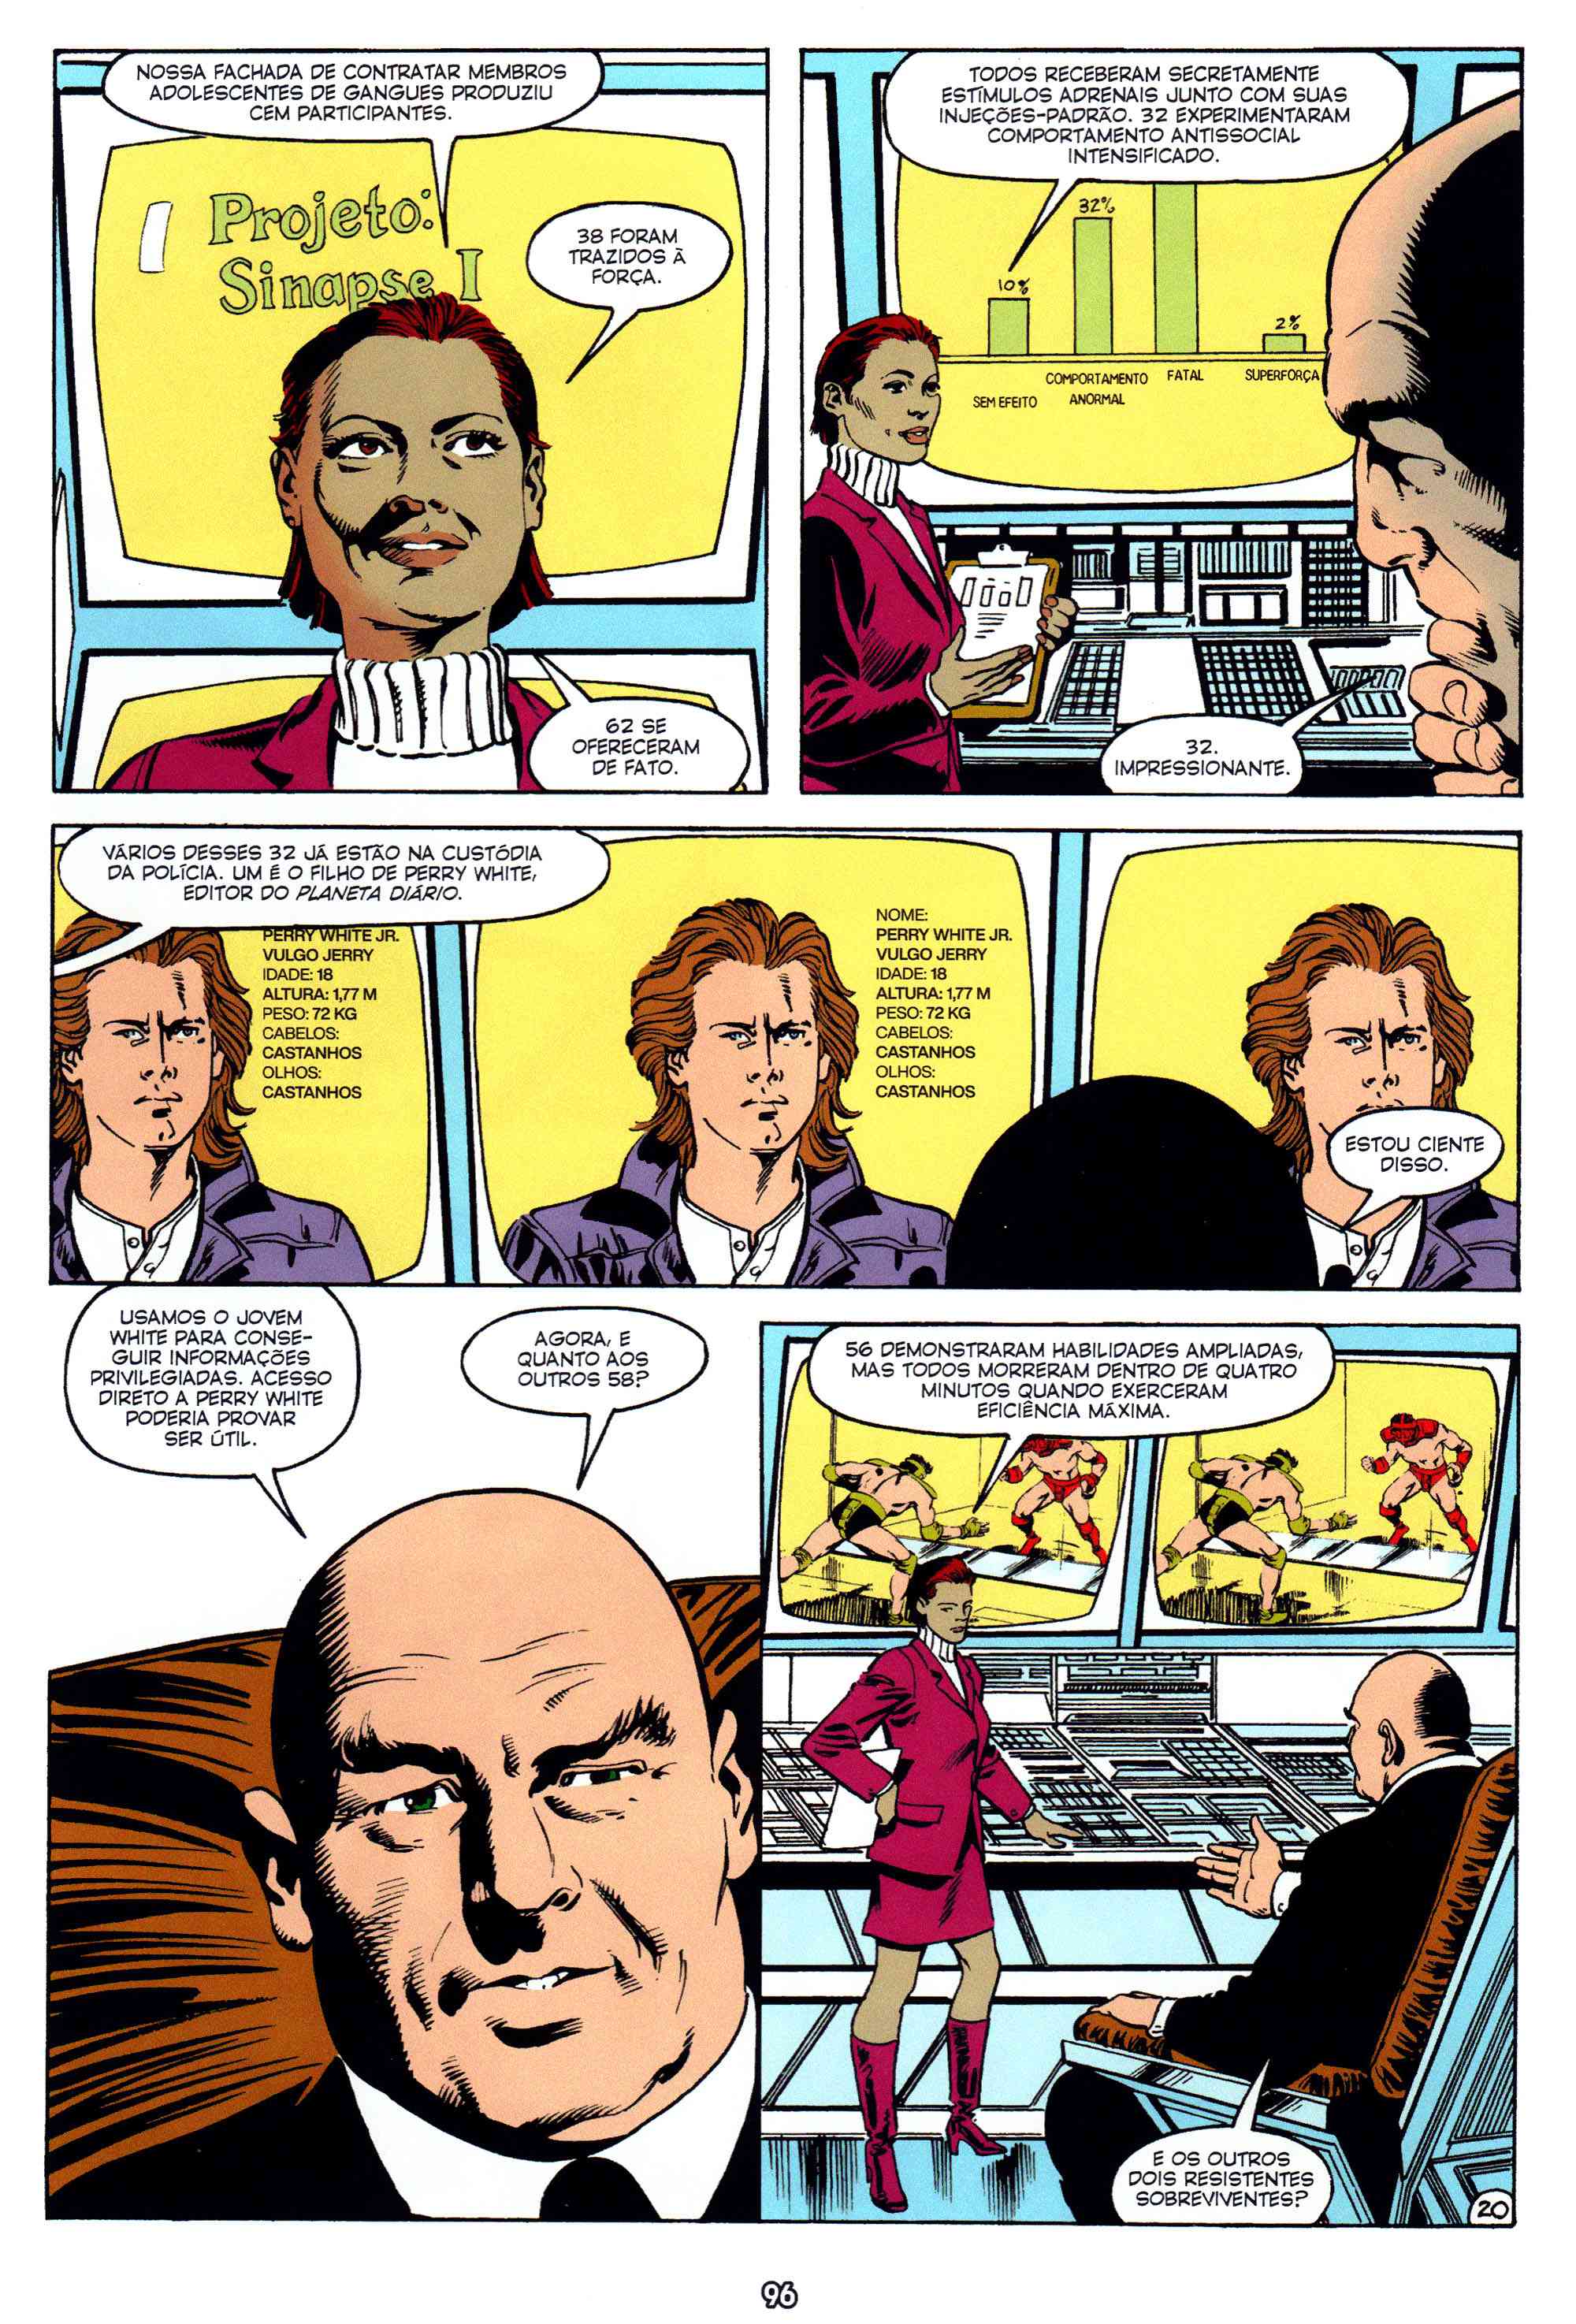 NOSSA FACHADA DE CONTRATAR MEMBROS
ADOLESCENTES DE GANGUES PRODUZIU
CEM PARTICIPANTES.
Projeto:
Sinapse I
38 FORAM
TRAZIDOS À
FORÇA.
62 SE
OFERECERAM
DE FATO.
TODOS RECEBERAM SECRETAMENTE
ESTÍMULOS ADRENAIS JUNTO COM SUAS
INJEÇÕES-PADRÃO. 32 EXPERIMENTARAM
COMPORTAMENTO ANTISSOCIAL
INTENSIFICADO.
10%
32%
2%
SEM EFEITO
COMPORTAMENTO
ANORMAL
FATAL
SUPERFORÇA
32.
IMPRESSIONANTE.
VÁRIOS DESSES 32 JÁ ESTÃO NA CUSTÓDIA
DA POLÍCIA. UM É O FILHO DE PERRY WHITE,
EDITOR DO PLANETA DIÁRIO.
PERRY WHITE JR.
VULGO JERRY
IDADE: 18
ALTURA: 1,77 M
PESO: 72 KG
CABELOS:
CASTANHOS
OLHOS:
CASTANHOS
NOME:
PERRY WHITE JR.
VULGO JERRY
IDADE: 18
ALTURA: 1,77 M
PESO: 72 KG
CABELOS:
CASTANHOS
OLHOS:
CASTANHOS
ESTOU CIENTE
DISSO.
USAMOS O JOVEM
WHITE PARA CONSE-
GUIR INFORMAÇÕES
PRIVILEGIADAS. ACESSO
DIRETO A PERRY WHITE
PODERIA PROVAR
SER ÚTIL.
AGORA, E
QUANTO AOS
OUTROS 58?
56 DEMONSTRARAM HABILIDADES AMPLIADAS,
MAS TODOS MORRERAM DENTRO DE QUATRO
MINUTOS QUANDO EXERCERAM
EFICIÊNCIA MÁXIMA.
E OS OUTROS
DOIS RESISTENTES
SOBREVIVENTES?
20
96